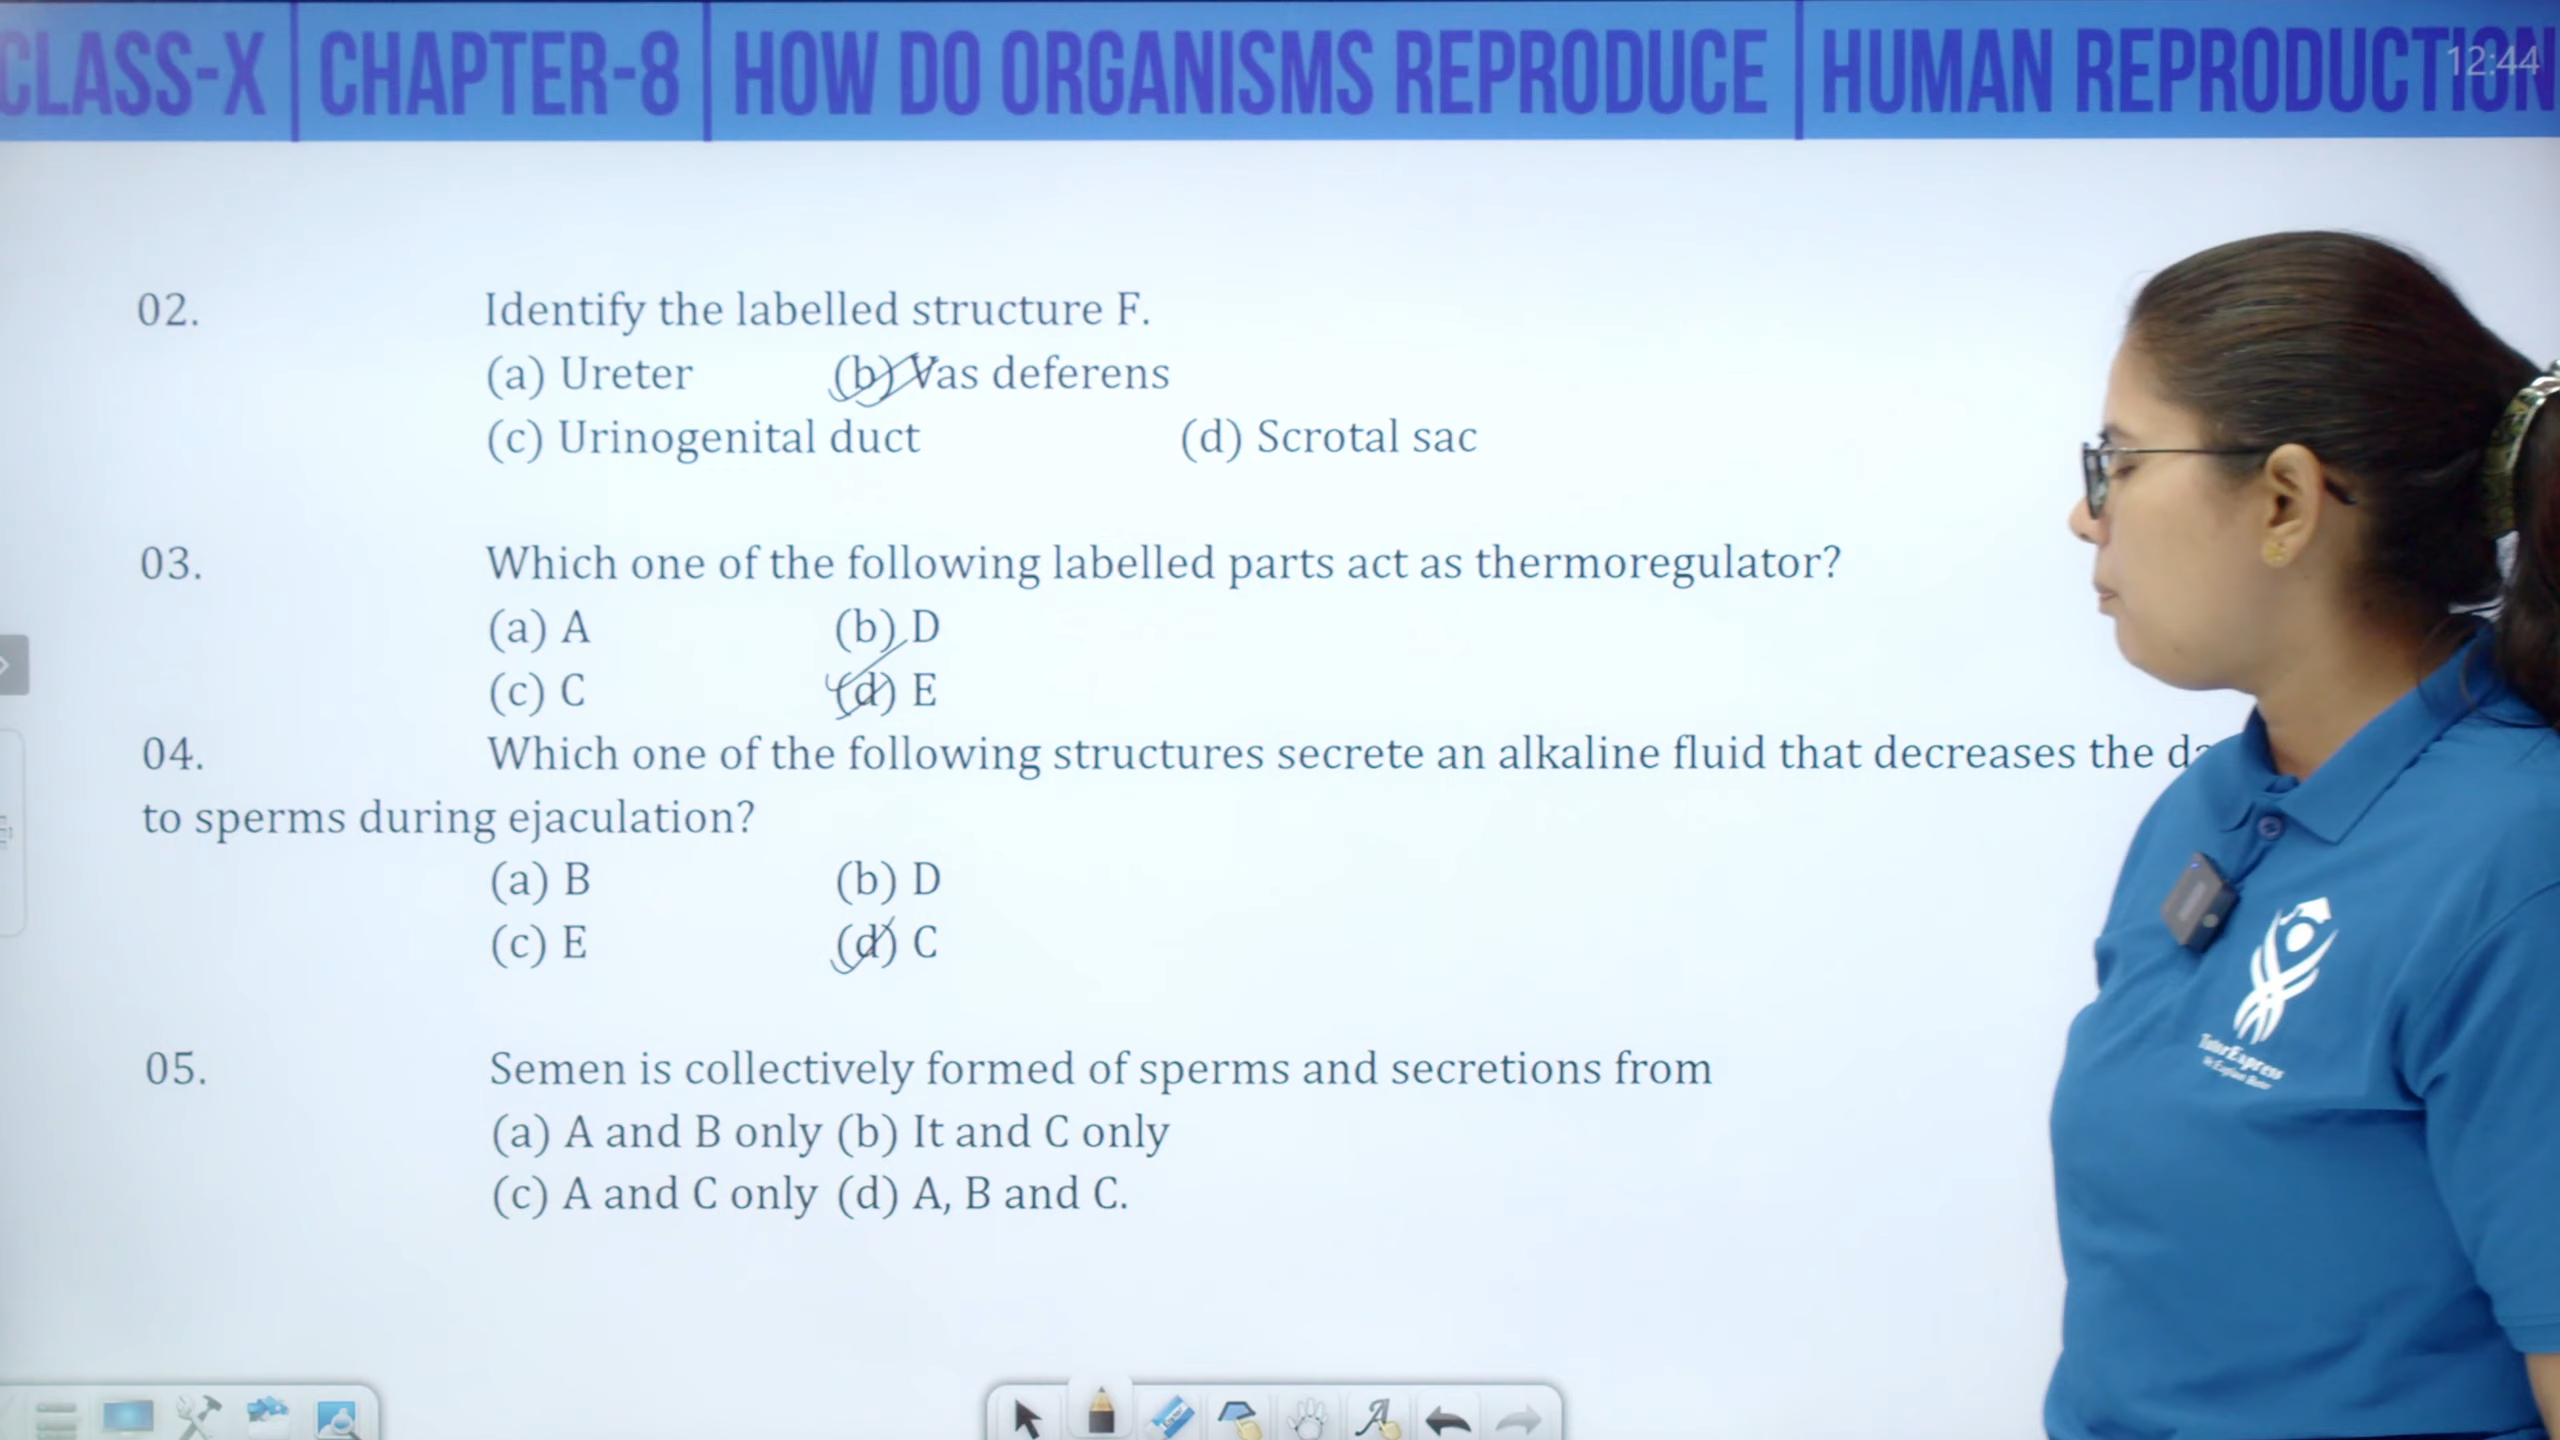 CLASS-X | CHAPTER-8 | HOW DO ORGANISMS REPRODUCE | HUMAN REPRODUCTION
12:44
02. Identify the labelled structure F.
(a) Ureter (b) Vas deferens
(c) Urinogenital duct (d) Scrotal sac
03. Which one of the following labelled parts act as thermoregulator?
(a) A (b) D
(c) C (d) E
04. Which one of the following structures secrete an alkaline fluid that decreases the
to sperms during ejaculation?
(a) B (b) D
(c) E (d) C
05. Semen is collectively formed of sperms and secretions from
(a) A and B only (b) It and C only
(c) A and C only (d) A, B and C.
TutorExpress